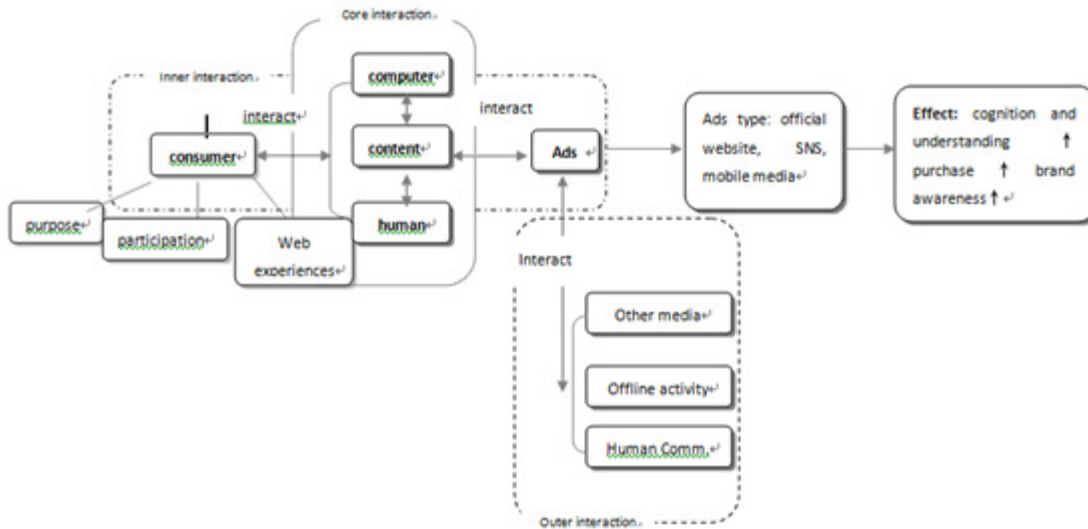 Core interaction.
Inner interaction.
computer
interact
interact
content
consumer
Ads
human
purpose
participation
Web
experiences
Ads type: official
website, SNS,
mobile media
Effect: cognition and
understanding ↑
purchase ↑ brand
awareness ↑
Interact
Other media
Offline activity
Human Comm.
Outer interaction.